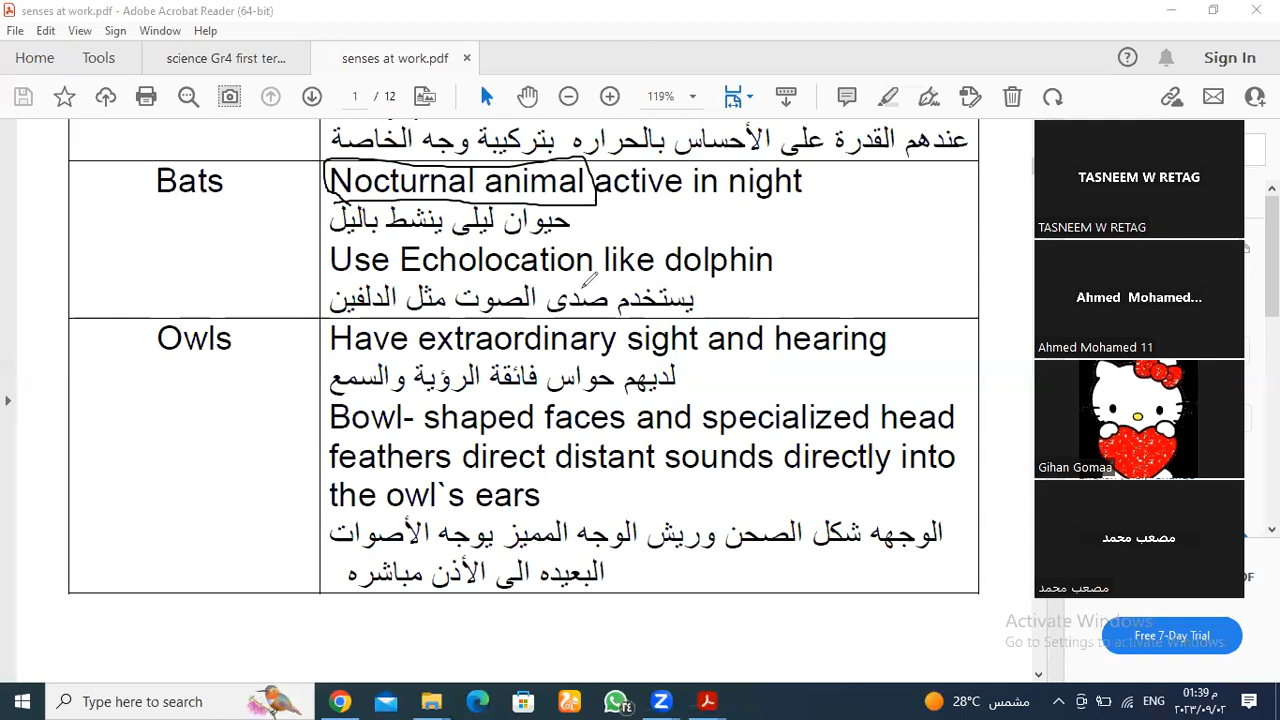 senses at work.pdf - Adobe Acrobat Reader (64-bit)
File Edit View Sign Window Help
Home Tools science Gr4 first ter... senses at work.pdf × Sign In
1 / 12 119%
عندهم القدرة على الأحساس بالحراره بتركيبة وجه الخاصة
Bats
Nocturnal animal active in night
حيوان ليلى ينشط باليل
Use Echolocation like dolphin
يستخدم صدى الصوت مثل الدلفين
Owls
Have extraordinary sight and hearing
لديهم حواس فائقة الرؤية والسمع
Bowl- shaped faces and specialized head
feathers direct distant sounds directly into
the owl`s ears
الوجهه شكل الصحن وريش الوجه المميز يوجه الأصوات
البعيده الى الأذن مباشره
TASNEEM W RETAG
TASNEEM W RETAG
Ahmed Mohamed...
Ahmed Mohamed 11
Gihan Gomaa
مصعب محمد
مصعب محمد
DF
Activate Windows
Go to Settings to activate Windows.
Free 7-Day Trial
Type here to search
28°C مشمس
ENG
01:39 م
٢٠٢٣/٠٩/٠٢